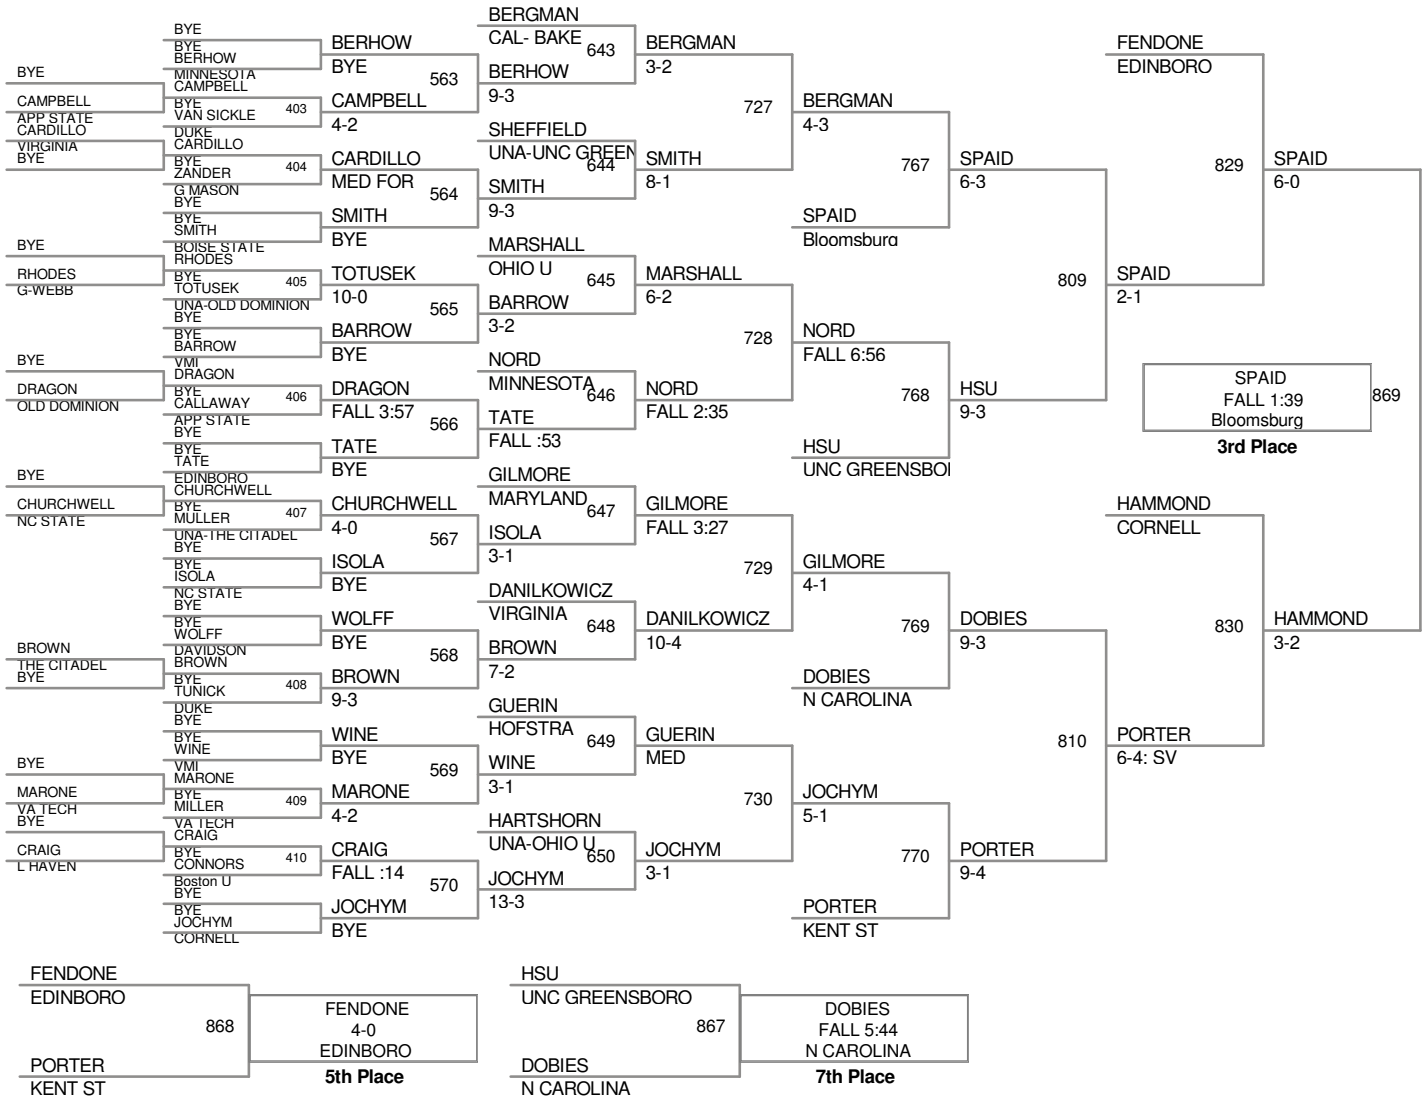 BYE
CAMPBELL
APP STATE
CARDILLO
VIRGINIA
BYE
BYE
RHODES
G-WEBB
BYE
DRAGON
OLD DOMINION
BYE
CHURCHWELL
NC STATE
BROWN
THE CITADEL
BYE
BYE
MARONE
VA TECH
BYE
CRAIG
L HAVEN
BYE
BYE
BERHOW
MINNESOTA
CAMPBELL
BYE
403
VAN SICKLE
DUKE
CARDILLO
BYE
404
ZANDER
G MASON
BYE
BYE
SMITH
BOISE STATE
RHODES
BYE
405
TOTUSEK
UNA-OLD DOMINION
BYE
BYE
BARROW
VMI
DRAGON
BYE
406
CALLAWAY
APP STATE
BYE
BYE
TATE
EDINBORO
CHURCHWELL
BYE
407
MULLER
UNA-THE CITADEL
BYE
BYE
ISOLA
NC STATE
BYE
BYE
WOLFF
DAVIDSON
BROWN
BYE
408
TUNICK
DUKE
BYE
BYE
WINE
VMI
MARONE
BYE
409
MILLER
VA TECH
CRAIG
BYE
410
CONNORS
Boston U
BYE
BYE
JOCHYM
CORNELL
BERHOW
BYE
563
CAMPBELL
4-2
CARDILLO
MED FOR
564
SMITH
BYE
TOTUSEK
10-0
565
BARROW
BYE
DRAGON
FALL 3:57
566
TATE
BYE
CHURCHWELL
4-0
567
ISOLA
BYE
WOLFF
BYE
568
BROWN
9-3
WINE
BYE
569
MARONE
4-2
CRAIG
FALL :14
570
JOCHYM
BYE
BERGMAN
CAL- BAKE
643
BERHOW
9-3
SHEFFIELD
UNA-UNC GREEN
644
SMITH
9-3
MARSHALL
OHIO U
645
BARROW
3-2
NORD
MINNESOTA
646
TATE
FALL :53
GILMORE
MARYLAND
647
ISOLA
3-1
DANILKOWICZ
VIRGINIA
648
BROWN
7-2
GUERIN
HOFSTRA
649
WINE
3-1
HARTSHORN
UNA-OHIO U
650
JOCHYM
13-3
BERGMAN
3-2
727
SMITH
8-1
MARSHALL
6-2
728
NORD
FALL 2:35
GILMORE
FALL 3:27
729
DANILKOWICZ
10-4
GUERIN
MED
730
JOCHYM
3-1
BERGMAN
4-3
767
SPAID
Bloomsburg
NORD
FALL 6:56
768
HSU
UNC GREENSBO
GILMORE
4-1
769
DOBIES
N CAROLINA
JOCHYM
5-1
770
PORTER
KENT ST
SPAID
6-3
809
HSU
9-3
DOBIES
9-3
810
PORTER
9-4
FENDONE
EDINBORO
829
SPAID
2-1
HAMMOND
CORNELL
830
PORTER
6-4: SV
SPAID
6-0
HAMMOND
3-2
SPAID
FALL 1:39
869
Bloomsburg
3rd Place
FENDONE
EDINBORO
868
PORTER
KENT ST
FENDONE
4-0
EDINBORO
5th Place
HSU
UNC GREENSBORO
867
DOBIES
N CAROLINA
DOBIES
FALL 5:44
N CAROLINA
7th Place